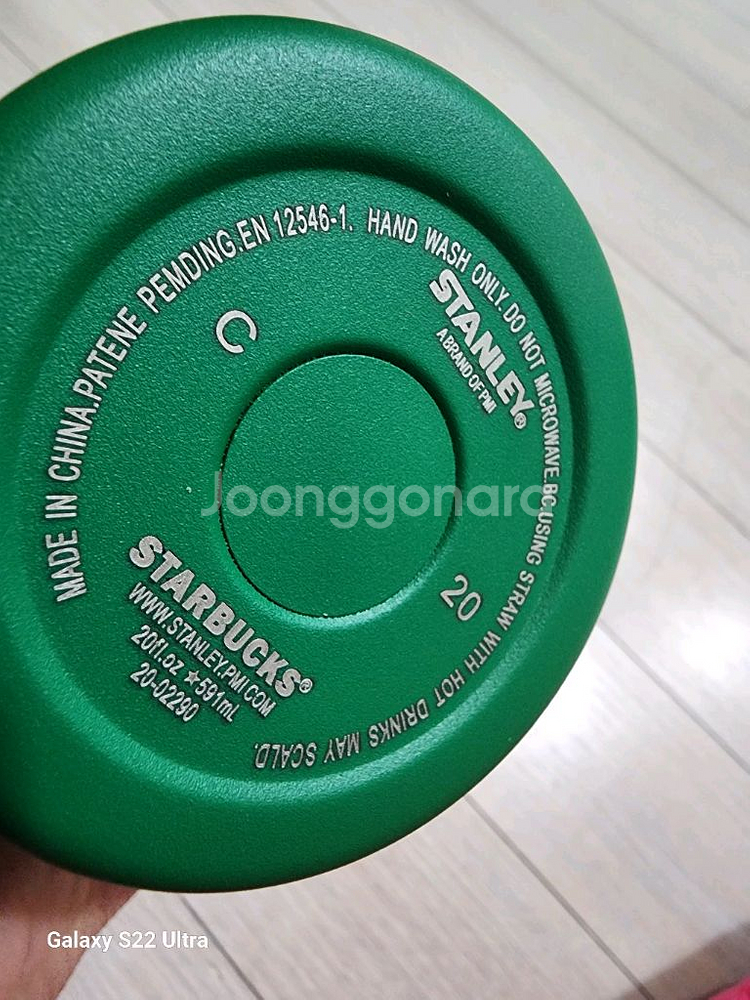 MADE IN CHINA.PATENE PEMDING.EN 12546-1. HAND WASH ONLY.DO NOT MICROWAVE.BC.USING STRAW WITH HOT DRINKS MAY SCALD.
C
STANLEY®
A BRAND OF PMI
Joonggonara
20
STARBUCKS®
WWW.STANLEY.PMI.COM
20fl.oz ★591mL
20-02290
Galaxy S22 Ultra